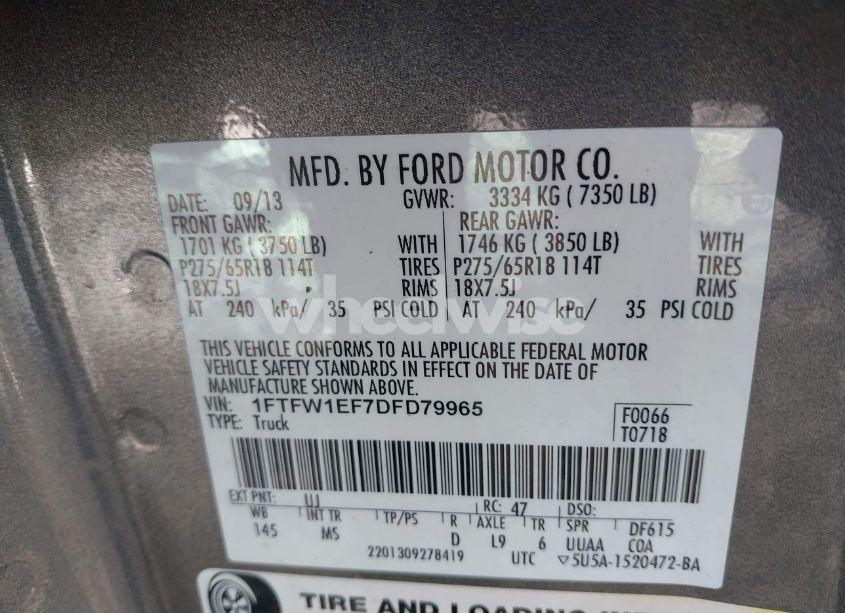 MFD. BY FORD MOTOR CO.
DATE: 09/13 GVWR: 3334 KG ( 7350 LB)
FRONT GAWR: REAR GAWR:
1701 KG ( 3750 LB) WITH 1746 KG ( 3850 LB) WITH
P275/65R18 114T TIRES P275/65R18 114T TIRES
18X7.5J RIMS 18X7.5J RIMS
AT 240 kPa/ 35 PSI COLD AT 240 kPa/ 35 PSI COLD
wheelwise
THIS VEHICLE CONFORMS TO ALL APPLICABLE FEDERAL MOTOR
VEHICLE SAFETY STANDARDS IN EFFECT ON THE DATE OF
MANUFACTURE SHOWN ABOVE.
VIN: 1FTFW1EF7DFD79965
TYPE: Truck
F0066
T0718
EXT PNT: UJ RC: 47 DSO:
WB INT TR TP/PS R AXLE TR SPR DF615
145 MS D L9 6 UUAA COA
2201309278419 UTC ▽5U5A-1520472-BA
TIRE AND LOADING